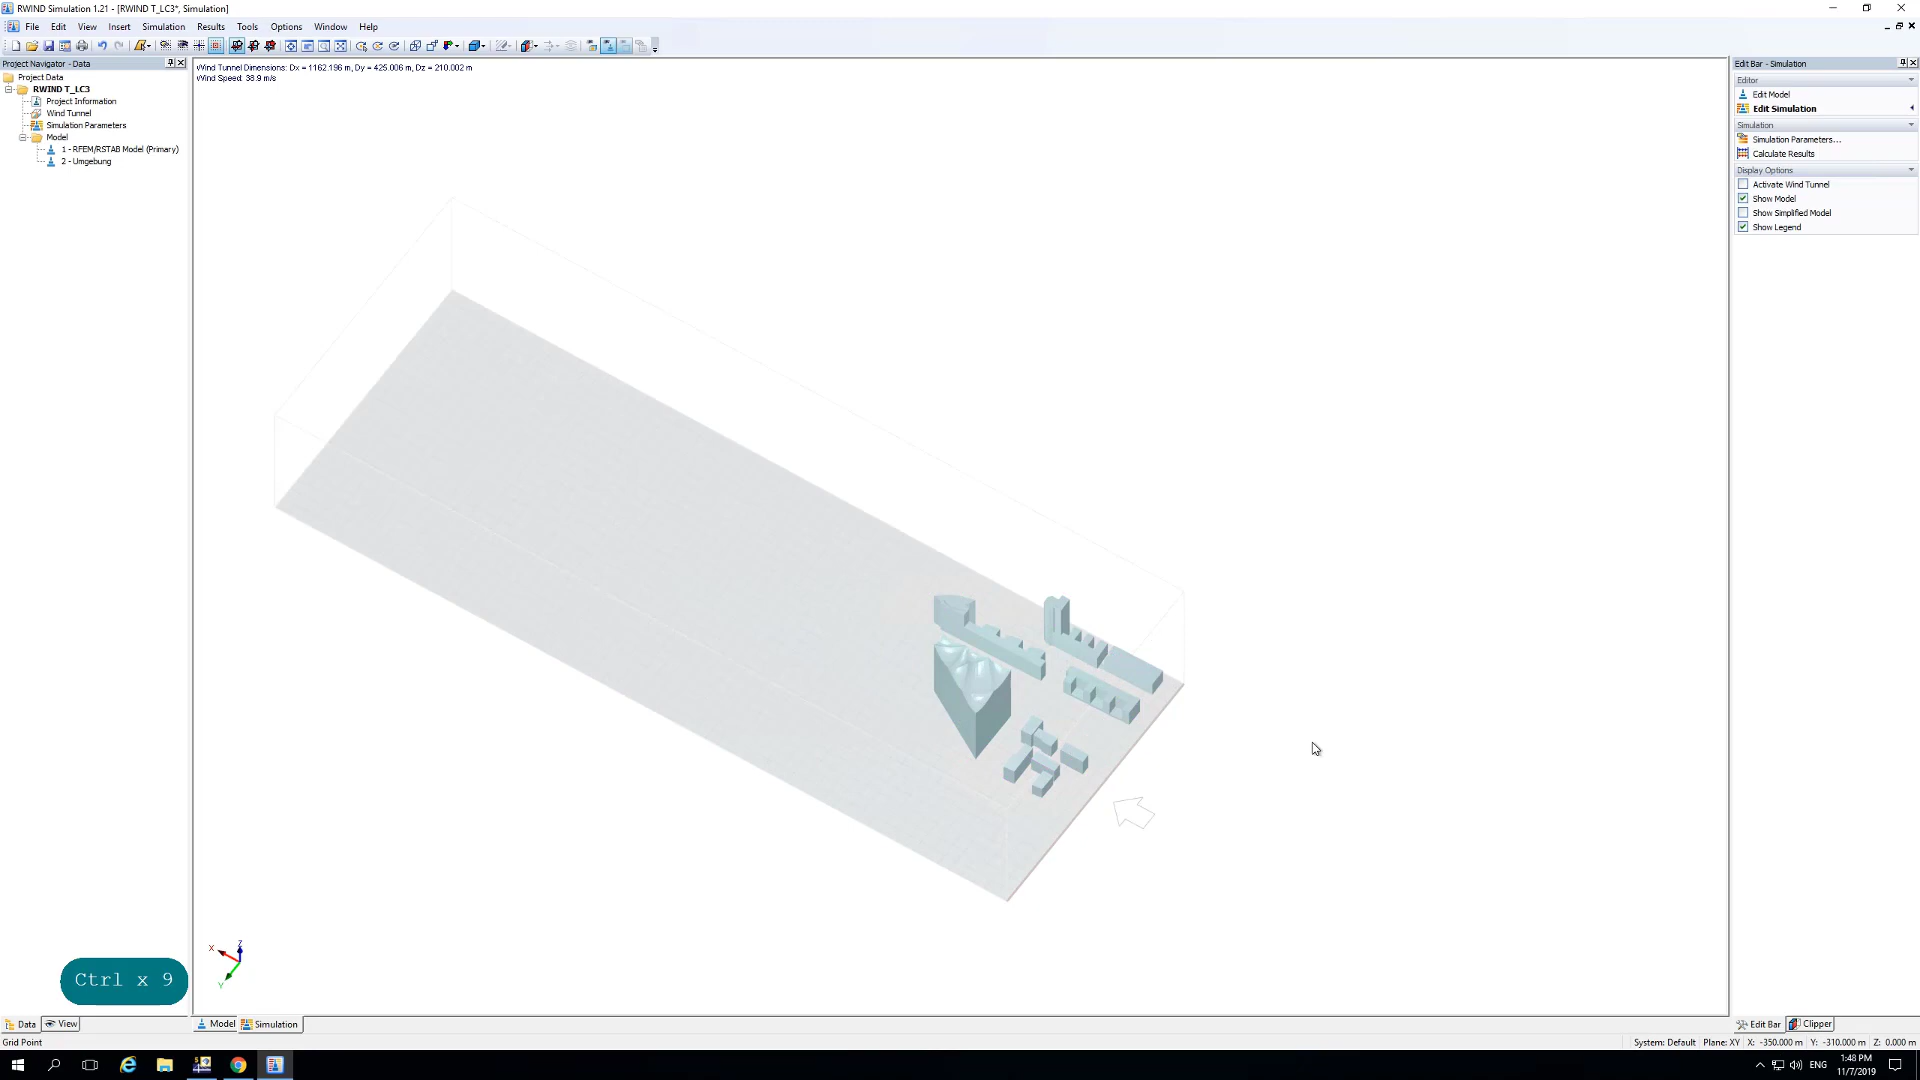 RWIND Simulation 1.21 - [RWIND T_LC3*, Simulation]
File Edit View Insert Simulation Results Tools Options Window Help
Project Navigator - Data
Project Data
RWIND T_LC3
Project Information
Wind Tunnel
Simulation Parameters
Model
1 - RFEM/RSTAB Model (Primary)
2 - Umgebung
Wind Tunnel Dimensions: Dx = 1162.196 m, Dy = 425.006 m, Dz = 210.002 m
Wind Speed: 38.9 m/s
Edit Bar - Simulation
Editor
Edit Model
Edit Simulation
Simulation
Simulation Parameters...
Calculate Results
Display Options
Activate Wind Tunnel
Show Model
Show Simplified Model
Show Legend
X
Z
Y
Ctrl x 9
Data View
Model Simulation
Edit Bar Clipper
Grid Point
System: Default Plane: XY X: -350.000 m Y: -310.000 m Z: 0.000 m
ENG
1:48 PM
11/7/2019